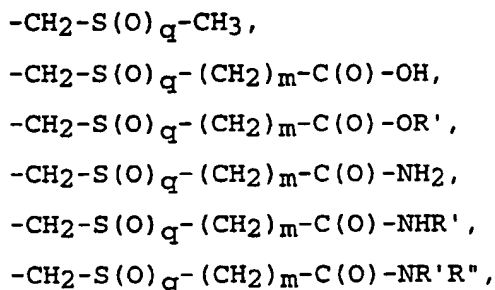 -CH2-S(O)q-CH3,
-CH2-S(O)q-(CH2)m-C(O)-OH,
-CH2-S(O)q-(CH2)m-C(O)-OR',
-CH2-S(O)q-(CH2)m-C(O)-NH2,
-CH2-S(O)q-(CH2)m-C(O)-NHR',
-CH2-S(O)q-(CH2)m-C(O)-NR'R",